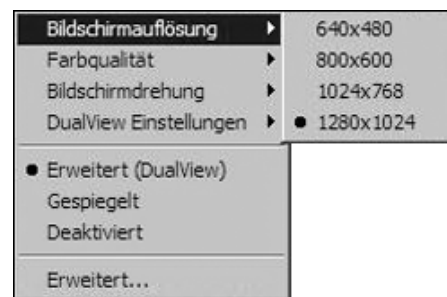 Bildschirmauflösung
Farbqualität
Bildschirmdrehung
DualView Einstellungen
Erweitert (DualView)
Gespiegelt
Deaktiviert
Erweitert...
640x480
800x600
1024x768
1280x1024